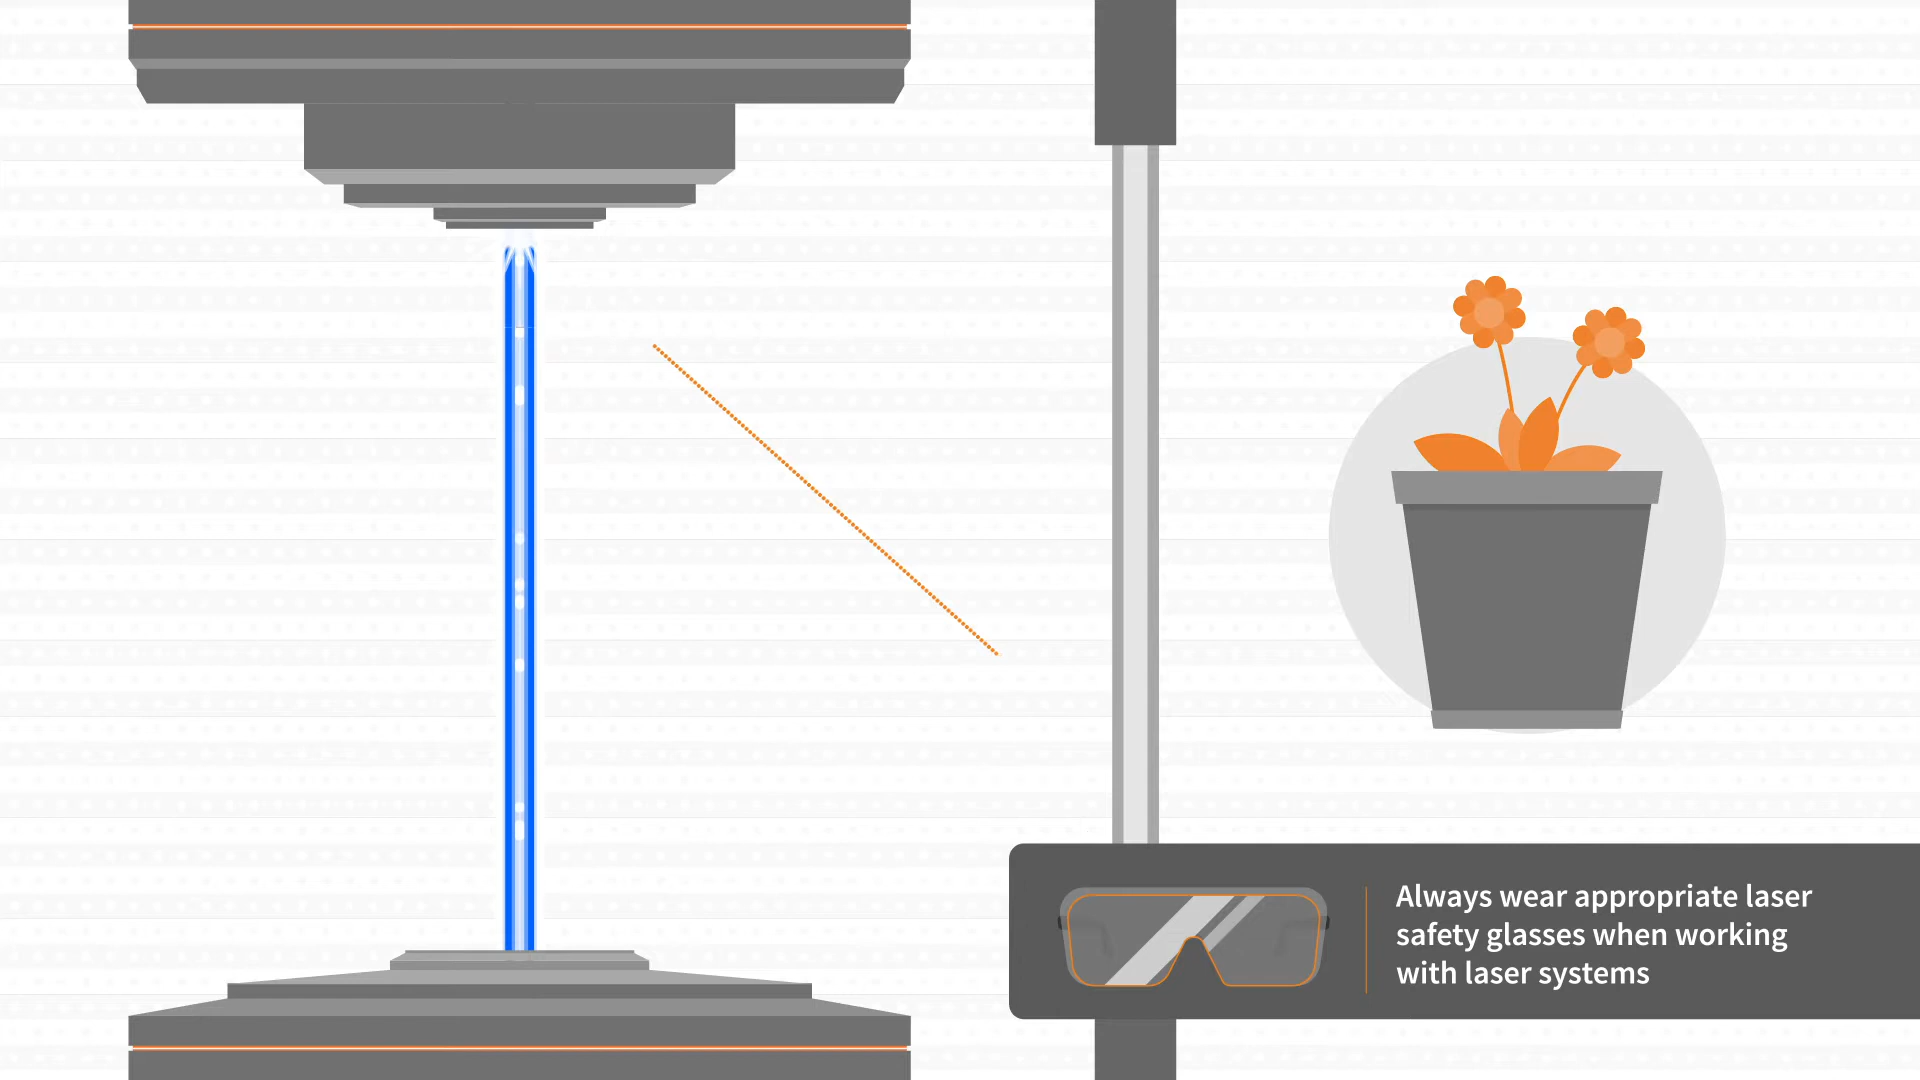 Always wear appropriate laser
safety glasses when working
with laser systems